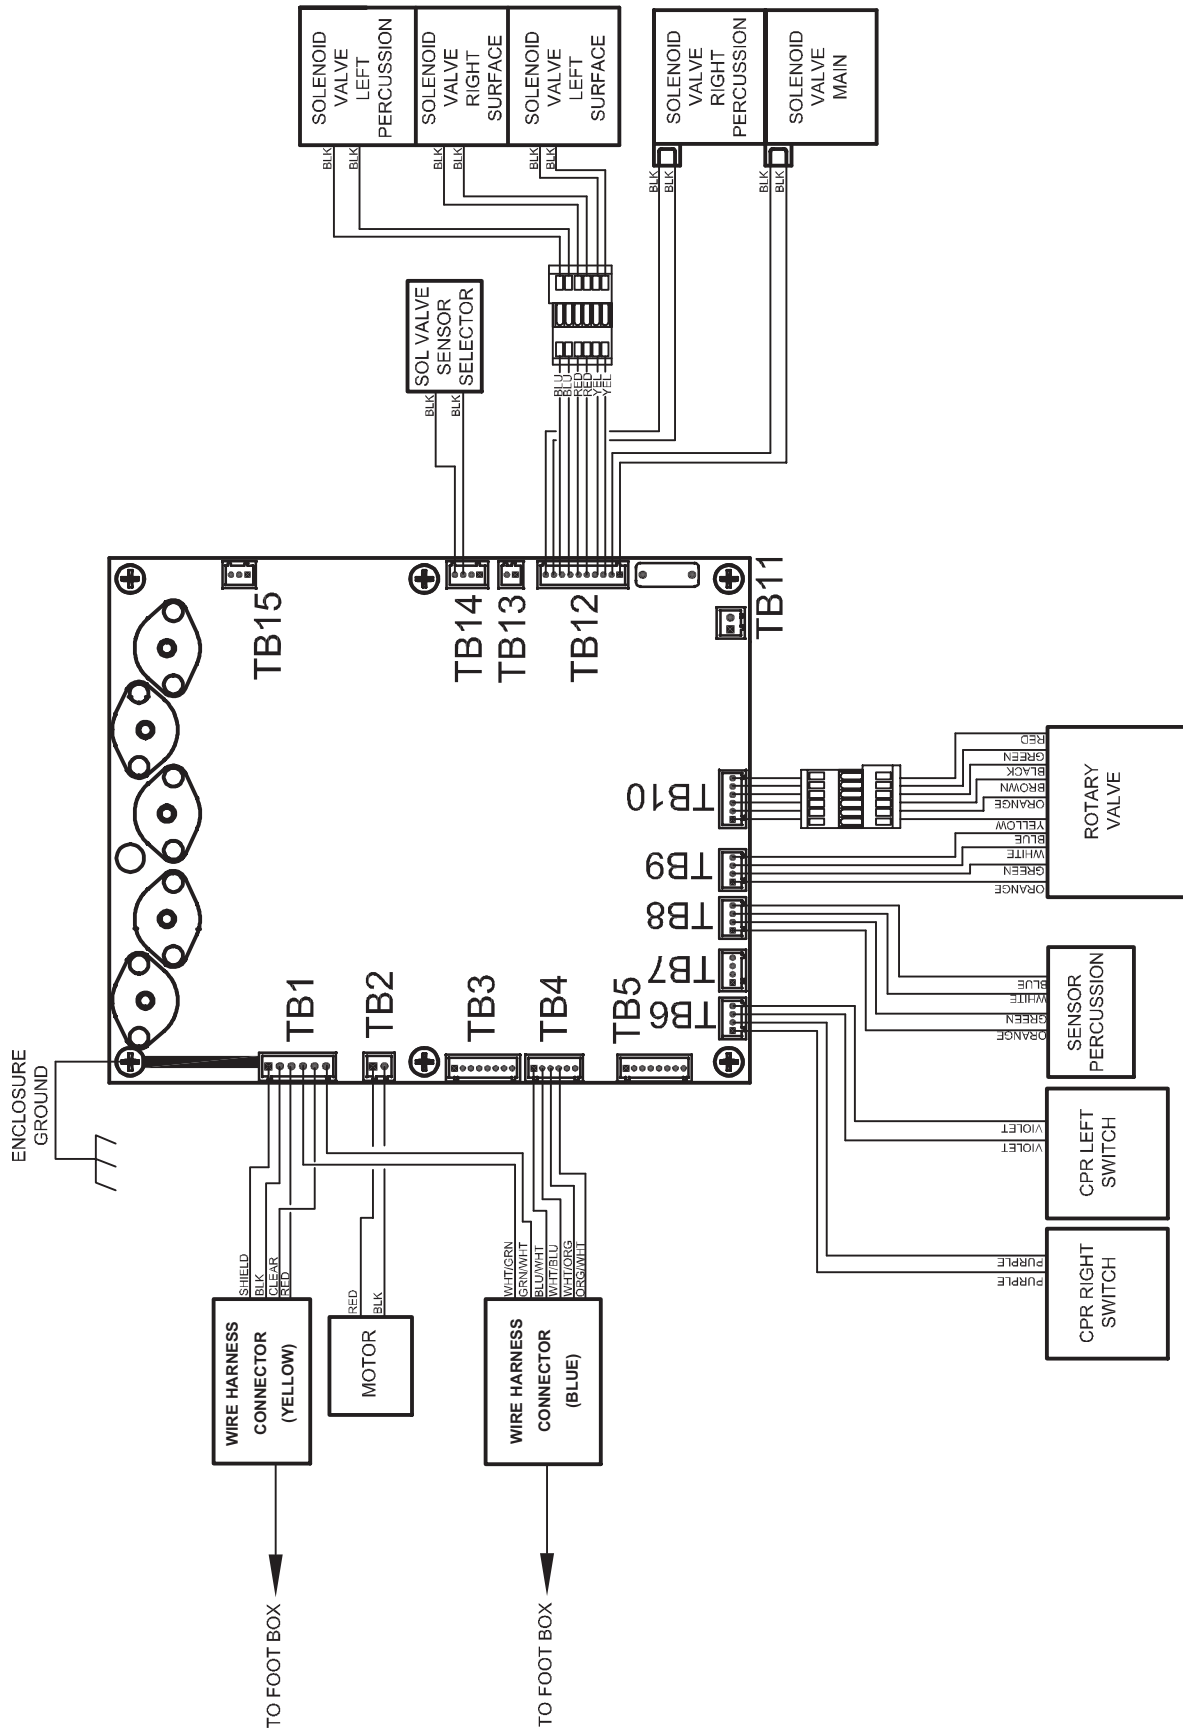 SOLENOID
VALVE
LEFT
PERCUSSION
SOLENOID
VALVE
RIGHT
SURFACE
SOLENOID
VALVE
LEFT
SURFACE
SOLENOID
VALVE
RIGHT
PERCUSSION
SOLENOID
VALVE
MAIN
BLK
BLK
BLK
BLK
BLK
BLK
BLK
BLK
BLK
BLK
SOL VALVE
SENSOR
SELECTOR
BLK
BLK
BLU
BLU
RED
RED
YEL
YEL
TB15
TB14
TB13
TB12
TB11
TB10
TB9
TB8
TB7
TB6
TB1
TB2
TB3
TB4
TB5
RED
GREEN
BLACK
BROWN
ORANGE
YELLOW
BLUE
WHITE
GREEN
ORANGE
ROTARY
VALVE
BLUE
WHITE
GREEN
ORANGE
SENSOR
PERCUSSION
VIOLET
VIOLET
CPR LEFT
SWITCH
PURPLE
PURPLE
CPR RIGHT
SWITCH
ENCLOSURE
GROUND
SHIELD
BLK
CLEAR
RED
WIRE HARNESS
CONNECTOR
(YELLOW)
RED
BLK
MOTOR
WHT/GRN
GRN/WHT
BLU/WHT
WHT/BLU
WHT/ORG
ORG/WHT
WIRE HARNESS
CONNECTOR
(BLUE)
TO FOOT BOX
TO FOOT BOX